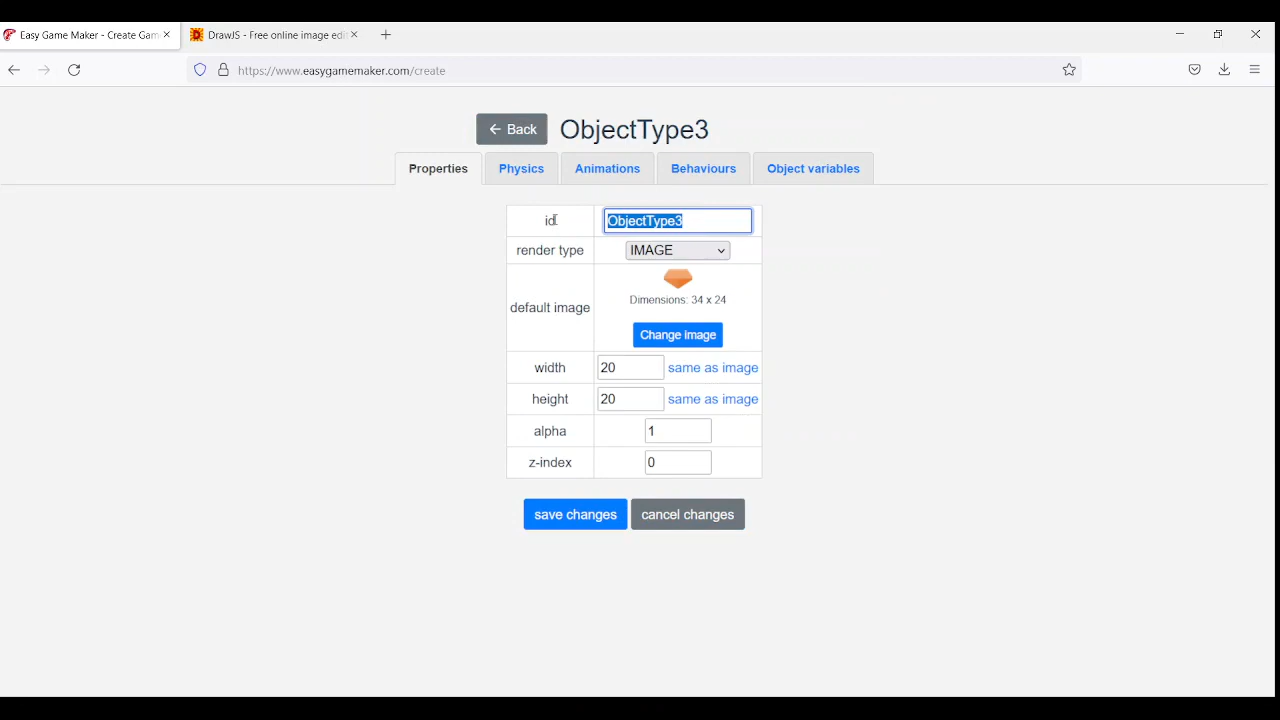 Easy Game Maker - Create Gam
DrawJS - Free online image edi
https://www.easygamemaker.com/create
Back
ObjectType3
Properties
Physics
Animations
Behaviours
Object variables
id
ObjectType3
render type
IMAGE
default image
Dimensions: 34 x 24
Change image
width
20
same as image
height
20
same as image
alpha
1
z-index
0
save changes
cancel changes